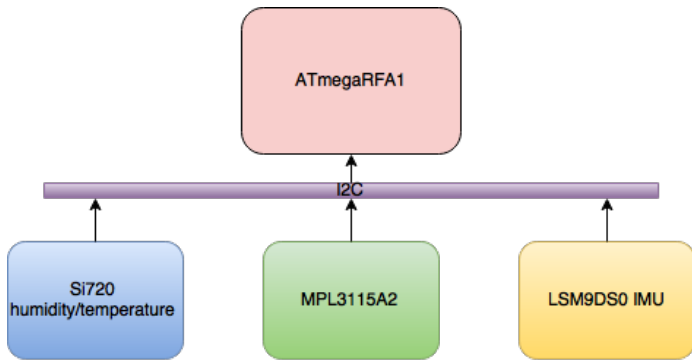 ATmegaRFA1
I2C
Si720
humidity/temperature
MPL3115A2
LSM9DS0 IMU